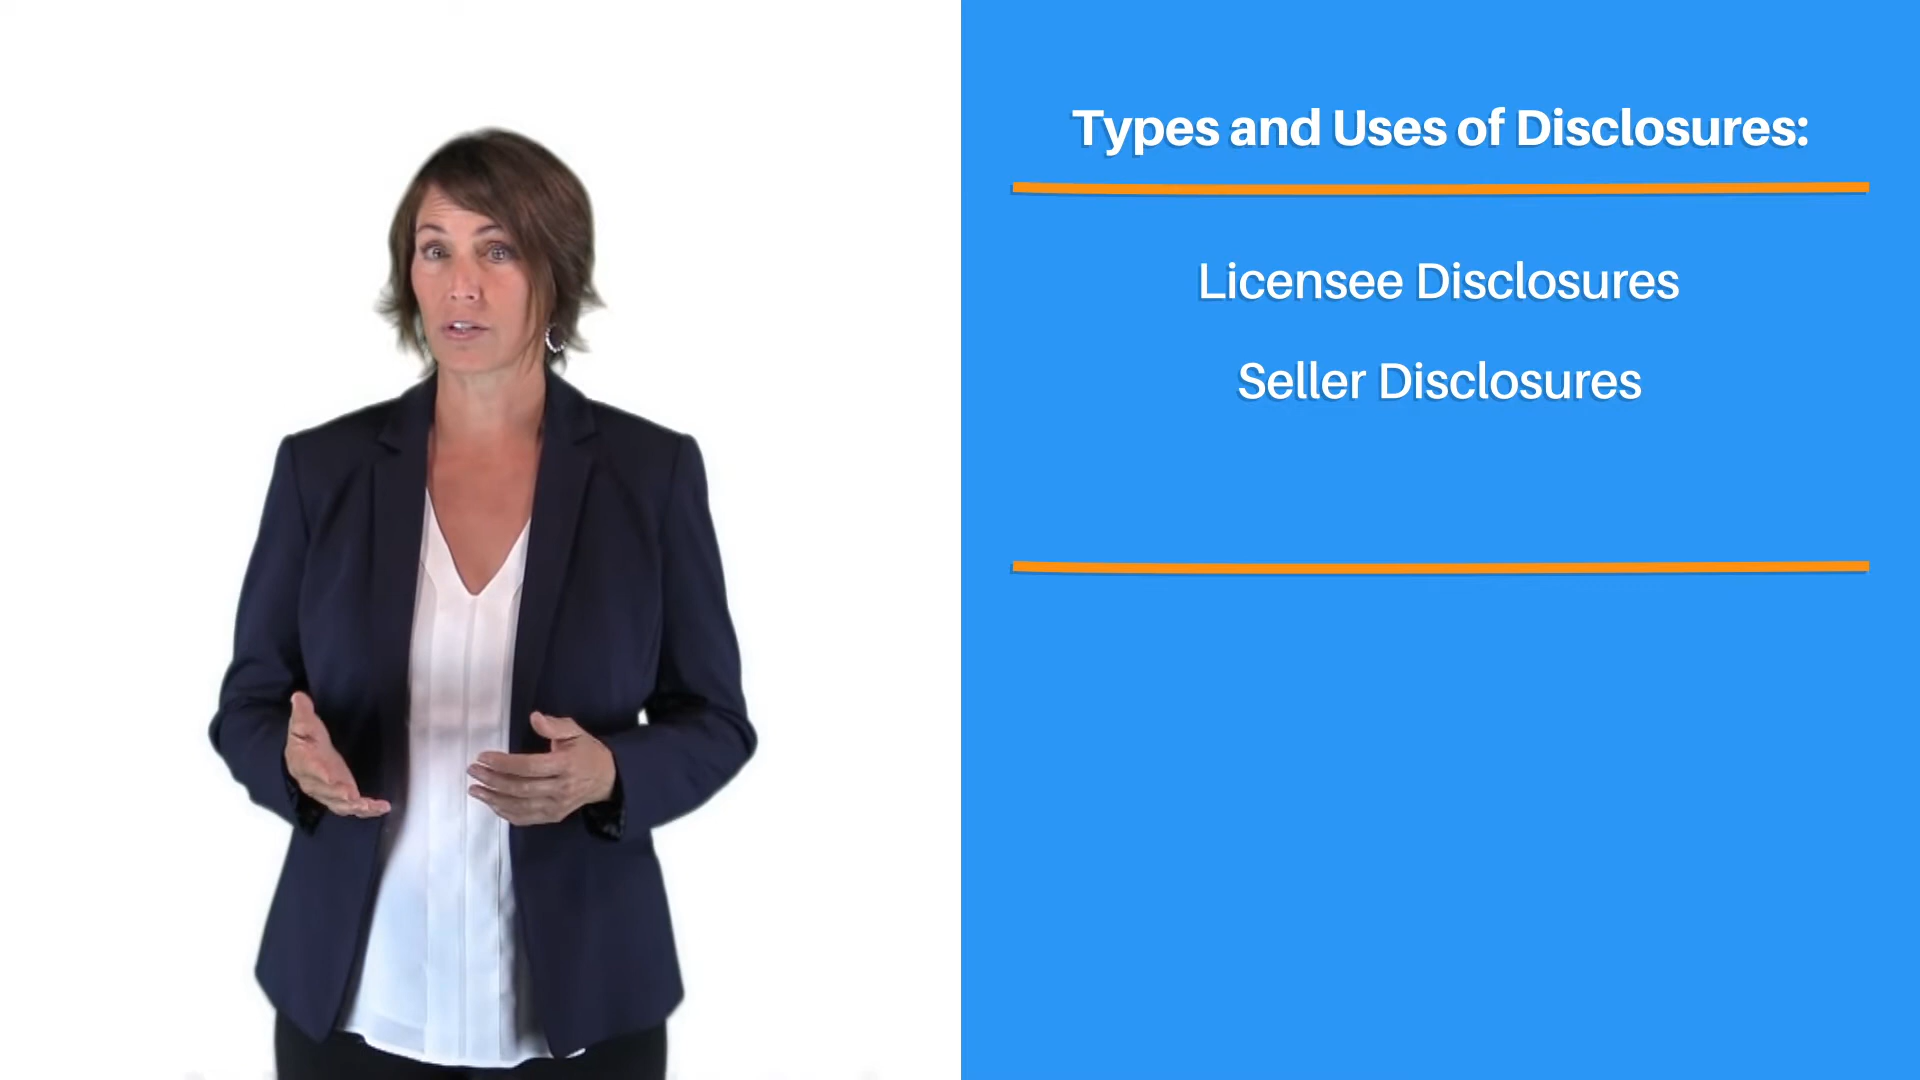 Types and Uses of Disclosures:
Licensee Disclosures
Seller Disclosures